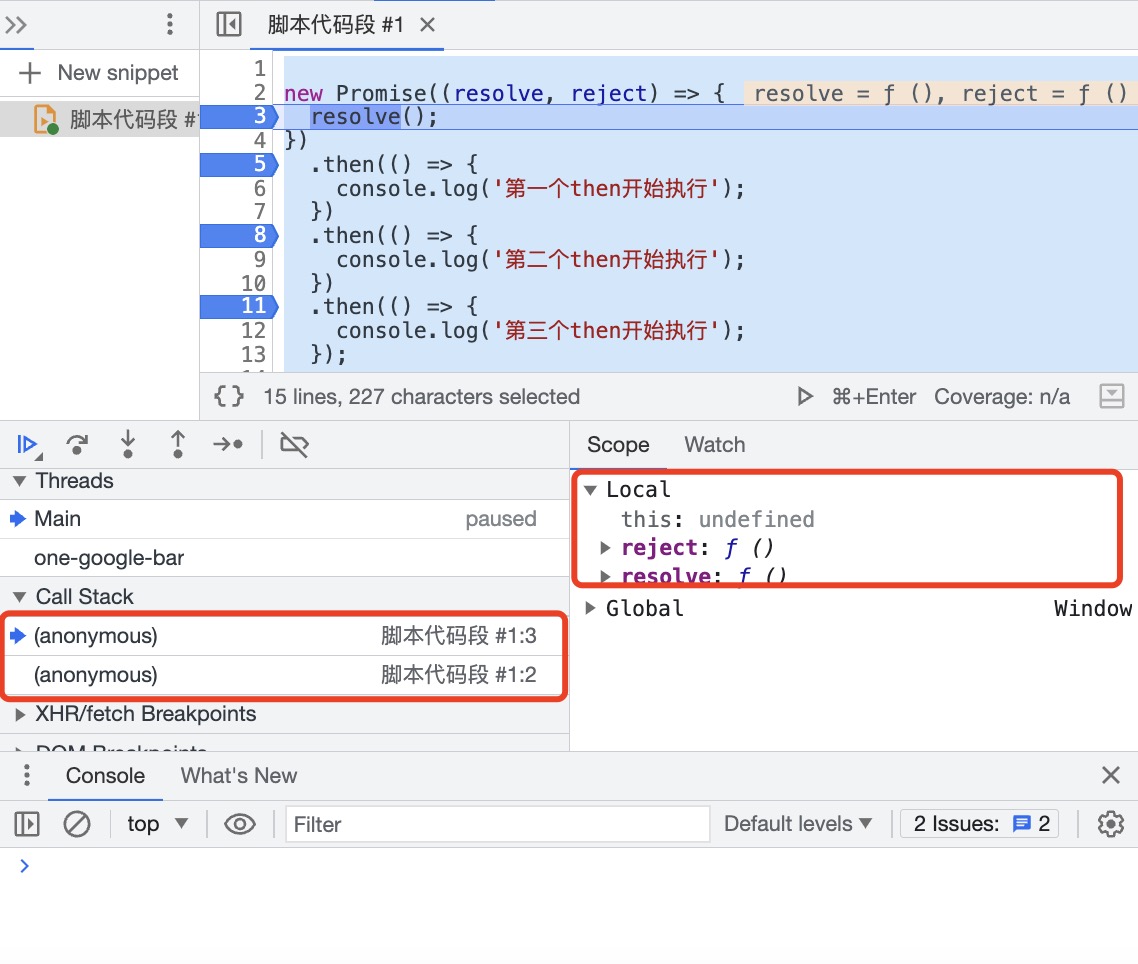 脚本代码段 #1
New snippet
脚本代码段 #
1
2 new Promise((resolve, reject) => { resolve = ƒ (), reject = ƒ ()
3 resolve();
4 })
5 .then(() => {
6 console.log('第一个then开始执行');
7 })
8 .then(() => {
9 console.log('第二个then开始执行');
10 })
11 .then(() => {
12 console.log('第三个then开始执行');
13 });
{} 15 lines, 227 characters selected
⌘+Enter Coverage: n/a
Threads
Main paused
one-google-bar
Call Stack
(anonymous) 脚本代码段 #1:3
(anonymous) 脚本代码段 #1:2
XHR/fetch Breakpoints
DOM Breakpoints
Scope Watch
Local
this: undefined
reject: ƒ ()
resolve: ƒ ()
Global Window
Console What's New
top Filter Default levels 2 Issues: 2